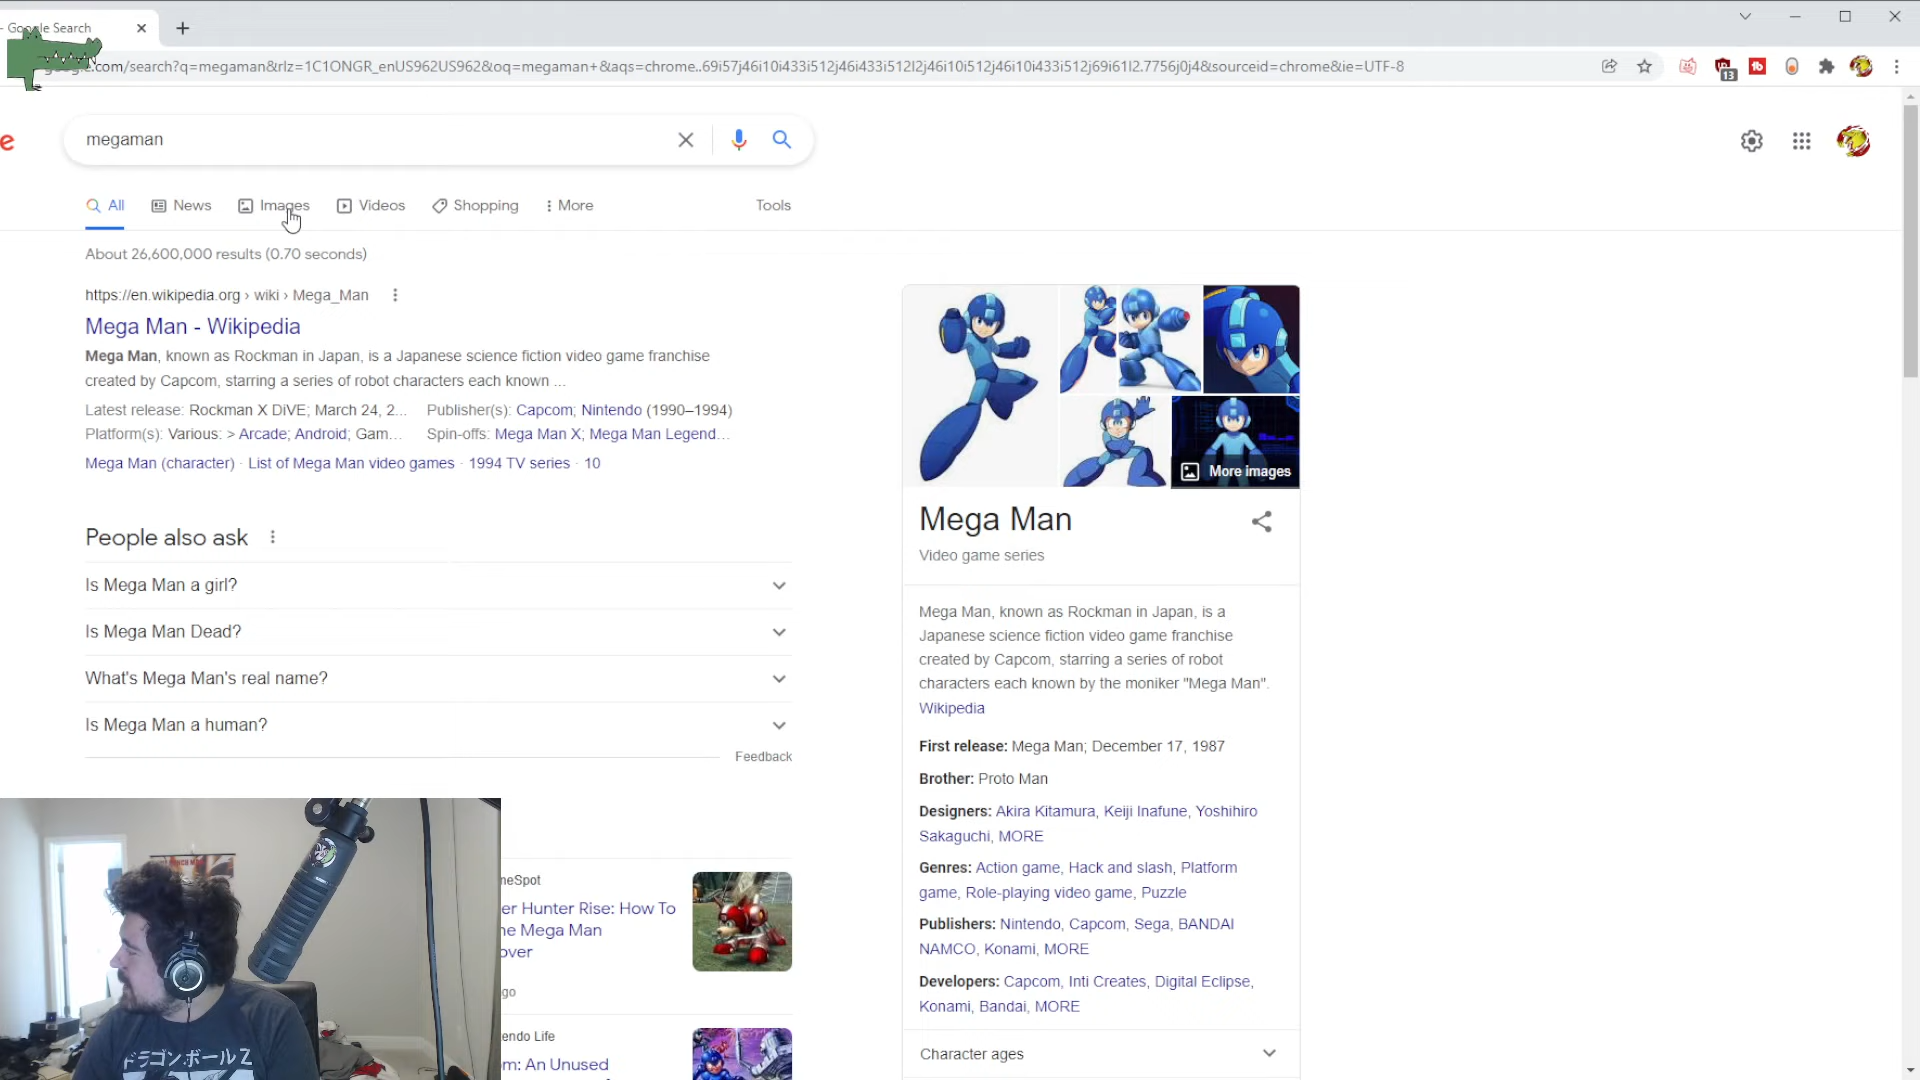 - Google Search
.com/search?q=megaman&rlz=1C1ONGR_enUS962US962&oq=megaman+&aqs=chrome..69i57j46i10i433i512j46i433i512l2j46i10i512j46i10i433i512j69i61l2.7756j0j4&sourceid=chrome&ie=UTF-8
13
e
megaman
All
News
Images
Videos
Shopping
More
Tools
About 26,600,000 results (0.70 seconds)
https://en.wikipedia.org › wiki › Mega_Man
Mega Man - Wikipedia
Mega Man, known as Rockman in Japan, is a Japanese science fiction video game franchise
created by Capcom, starring a series of robot characters each known ...
Latest release: Rockman X DiVE; March 24, 2... Publisher(s): Capcom; Nintendo (1990–1994)
Platform(s): Various: > Arcade; Android; Gam... Spin-offs: Mega Man X; Mega Man Legend...
Mega Man (character) · List of Mega Man video games · 1994 TV series · 10
People also ask
Is Mega Man a girl?
Is Mega Man Dead?
What's Mega Man's real name?
Is Mega Man a human?
Feedback
neSpot
er Hunter Rise: How To
ne Mega Man
over
go
endo Life
om: An Unused
More images
Mega Man
Video game series
Mega Man, known as Rockman in Japan, is a
Japanese science fiction video game franchise
created by Capcom, starring a series of robot
characters each known by the moniker "Mega Man".
Wikipedia
First release: Mega Man; December 17, 1987
Brother: Proto Man
Designers: Akira Kitamura, Keiji Inafune, Yoshihiro
Sakaguchi, MORE
Genres: Action game, Hack and slash, Platform
game, Role-playing video game, Puzzle
Publishers: Nintendo, Capcom, Sega, BANDAI
NAMCO, Konami, MORE
Developers: Capcom, Inti Creates, Digital Eclipse,
Konami, Bandai, MORE
Character ages
ドラゴンボールZ